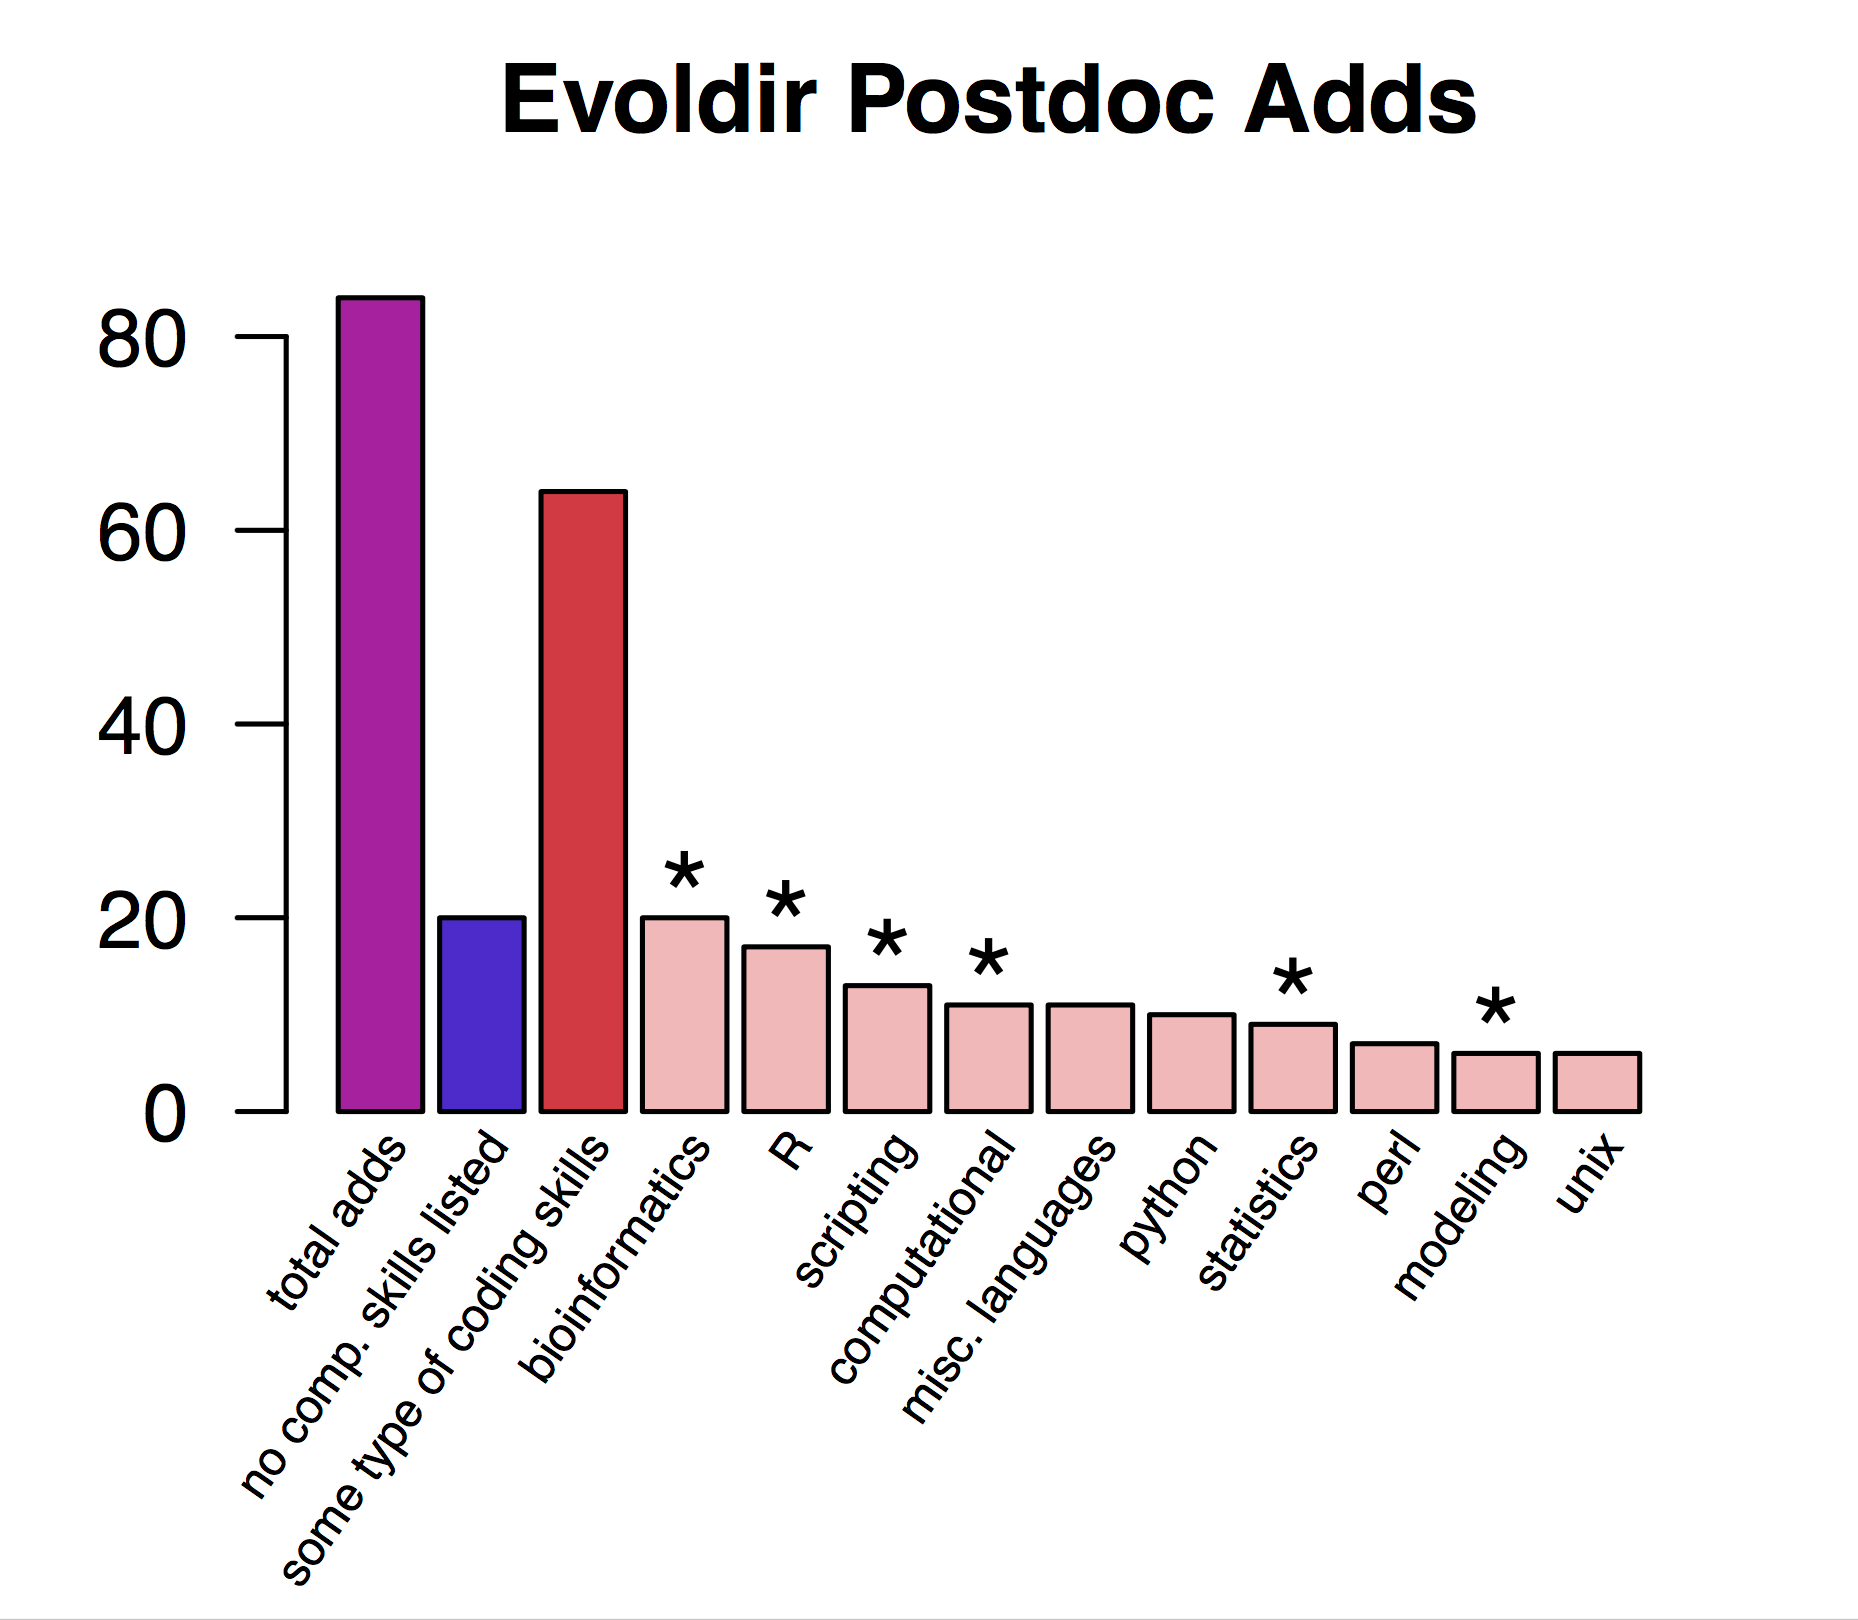 Evoldir Postdoc Adds
80
60
40
20
0
* * * * * *
total adds
no comp. skills listed
some type of coding skills
bioinformatics
R
scripting
computational
misc. languages
python
statistics
perl
modeling
unix